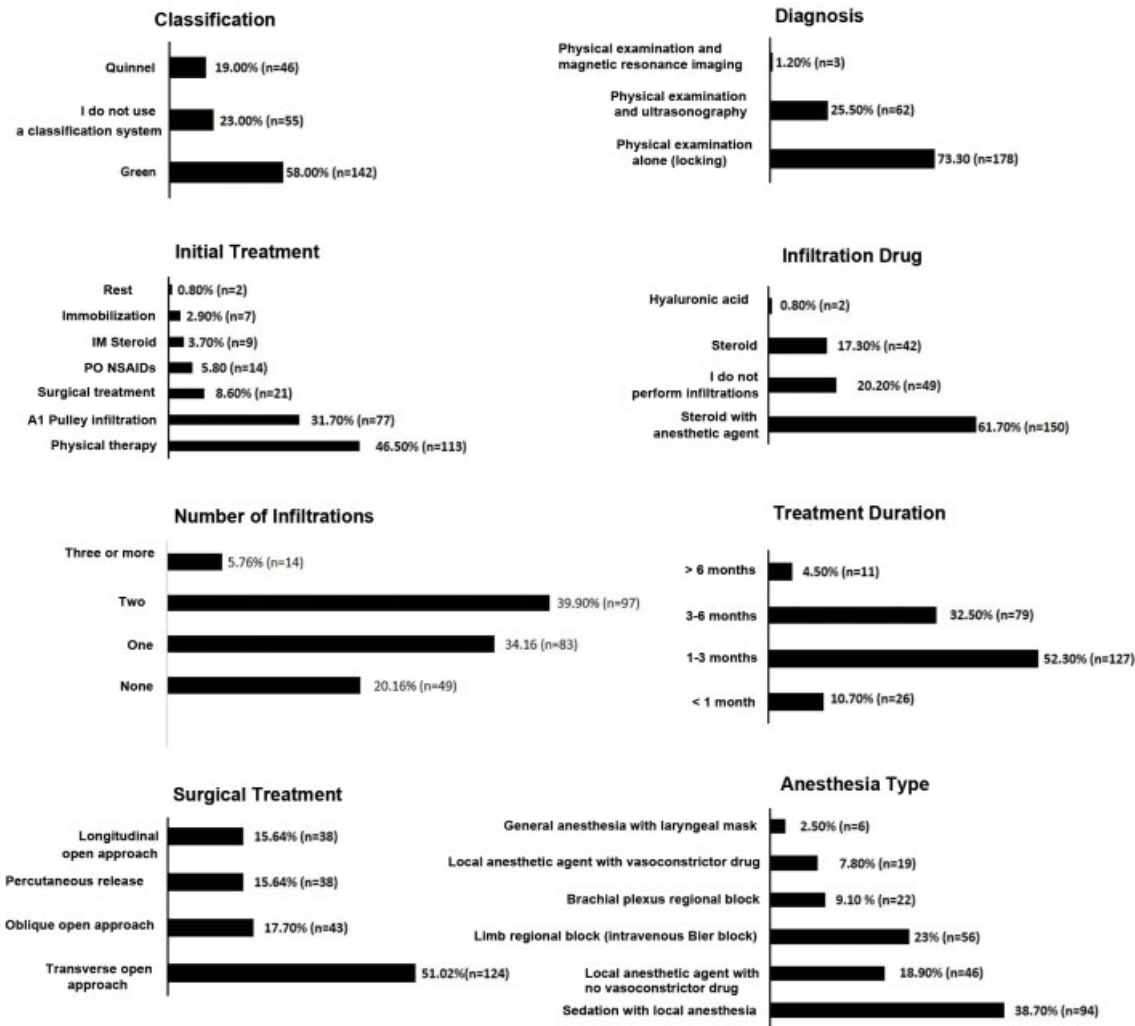 Classification
Quinnel
19.00% (n=46)
I do not use
a classification system
23.00% (n=55)
Green
58.00% (n=142)
Diagnosis
Physical examination and
magnetic resonance imaging
1.20% (n=3)
Physical examination
and ultrasonography
25.50% (n=62)
Physical examination
alone (locking)
73.30 (n=178)
Initial Treatment
Rest
0.80% (n=2)
Immobilization
2.90% (n=7)
IM Steroid
3.70% (n=9)
PO NSAIDs
5.80 (n=14)
Surgical treatment
8.60% (n=21)
A1 Pulley infiltration
31.70% (n=77)
Physical therapy
46.50% (n=113)
Infiltration Drug
Hyaluronic acid
0.80% (n=2)
Steroid
17.30% (n=42)
I do not
perform infiltrations
20.20% (n=49)
Steroid with
anesthetic agent
61.70% (n=150)
Number of Infiltrations
Three or more
5.76% (n=14)
Two
39.90% (n=97)
One
34.16 (n=83)
None
20.16% (n=49)
Treatment Duration
> 6 months
4.50% (n=11)
3-6 months
32.50% (n=79)
1-3 months
52.30% (n=127)
< 1 month
10.70% (n=26)
Surgical Treatment
Longitudinal
open approach
15.64% (n=38)
Percutaneous release
15.64% (n=38)
Oblique open approach
17.70% (n=43)
Transverse open
approach
51.02%(n=124)
Anesthesia Type
General anesthesia with laryngeal mask
2.50% (n=6)
Local anesthetic agent with vasoconstrictor drug
7.80% (n=19)
Brachial plexus regional block
9.10 % (n=22)
Limb regional block (intravenous Bier block)
23% (n=56)
Local anesthetic agent with
no vasoconstrictor drug
18.90% (n=46)
Sedation with local anesthesia
38.70% (n=94)